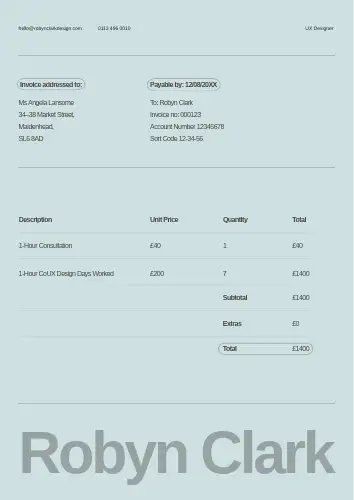 hello@robynclarkdesign.com 0113 496 0010 UX Designer
Invoice addressed to: Payable by: 12/08/20XX
Ms Angela Lansome To: Robyn Clark
34–38 Market Street, Invoice no: 000123
Maidenhead, Account Number 12345678
SL6 8AD Sort Code 12-34-56
Description Unit Price Quantity Total
1-Hour Consultation £40 1 £40
1-Hour CoUX Design Days Worked £200 7 £1400
Subtotal £1400
Extras £0
Total £1400
Robyn Clark